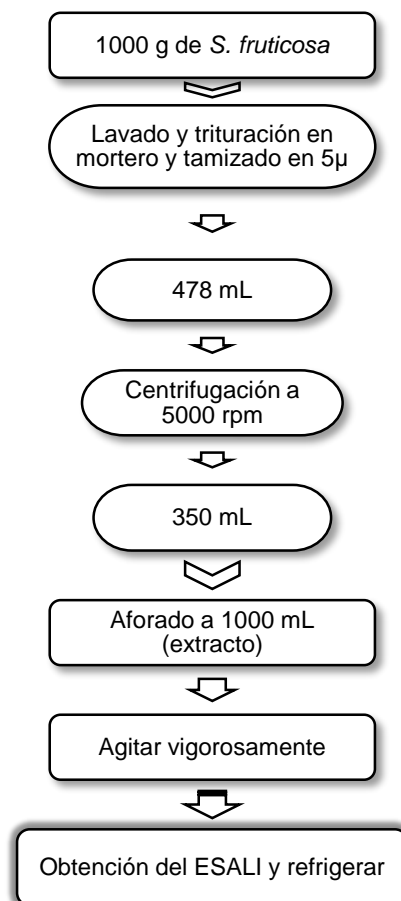 1000 g de S. fruticosa
Lavado y trituración en
mortero y tamizado en 5µ
478 mL
Centrifugación a
5000 rpm
350 mL
Aforado a 1000 mL
(extracto)
Agitar vigorosamente
Obtención del ESALI y refrigerar